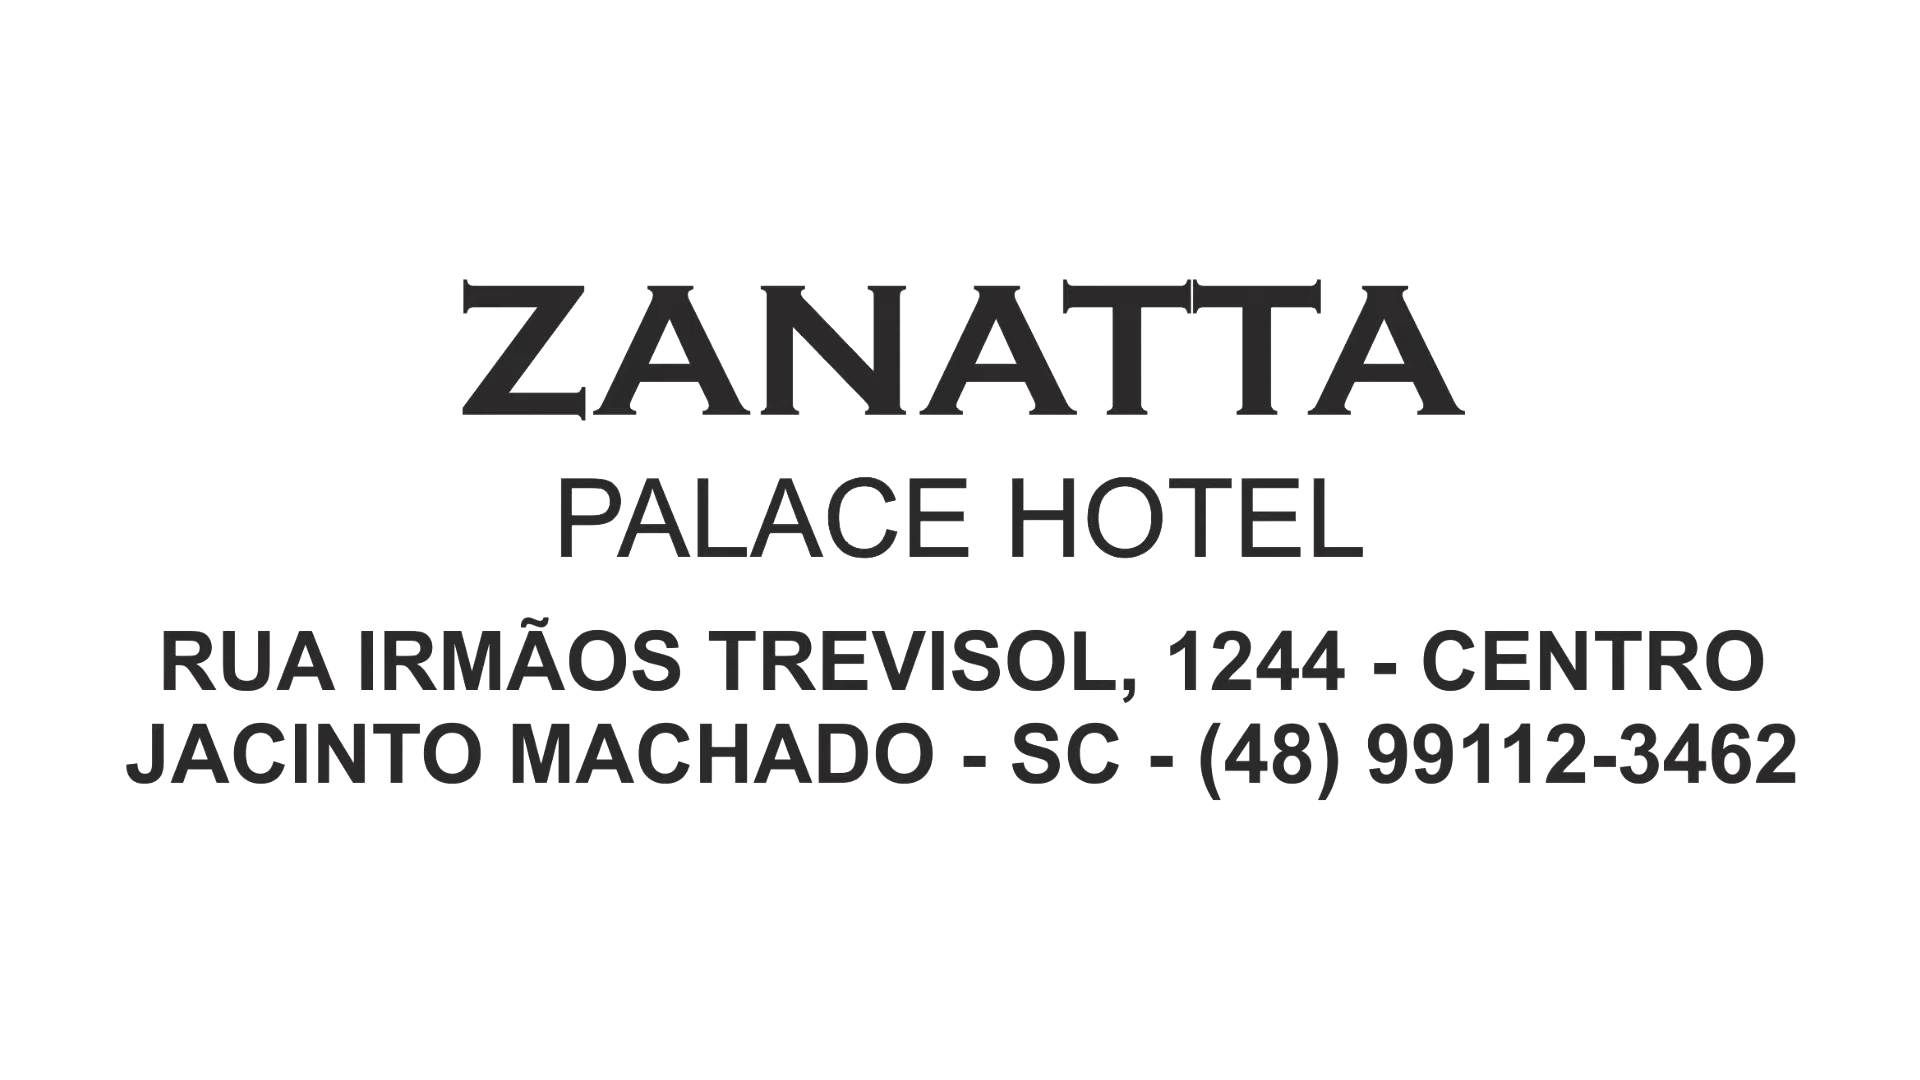 ZANATTA
PALACE HOTEL
RUA IRMÃOS TREVISOL, 1244 - CENTRO
JACINTO MACHADO - SC - (48) 99112-3462